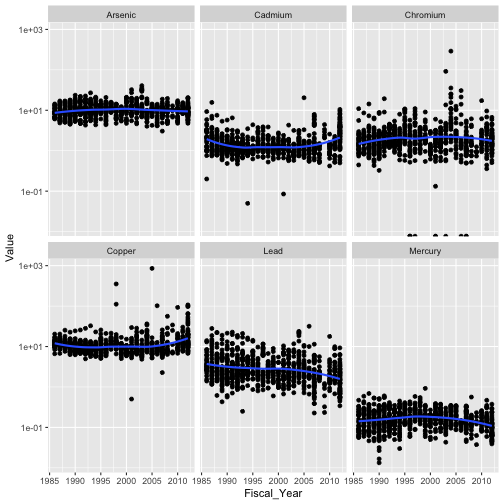 Arsenic Cadmium Chromium
1e+03
1e+01
1e-01
Value
Copper Lead Mercury
1e+03
1e+01
1e-01
1985 1990 1995 2000 2005 2010 1985 1990 1995 2000 2005 2010 1985 1990 1995 2000 2005 2010
Fiscal_Year